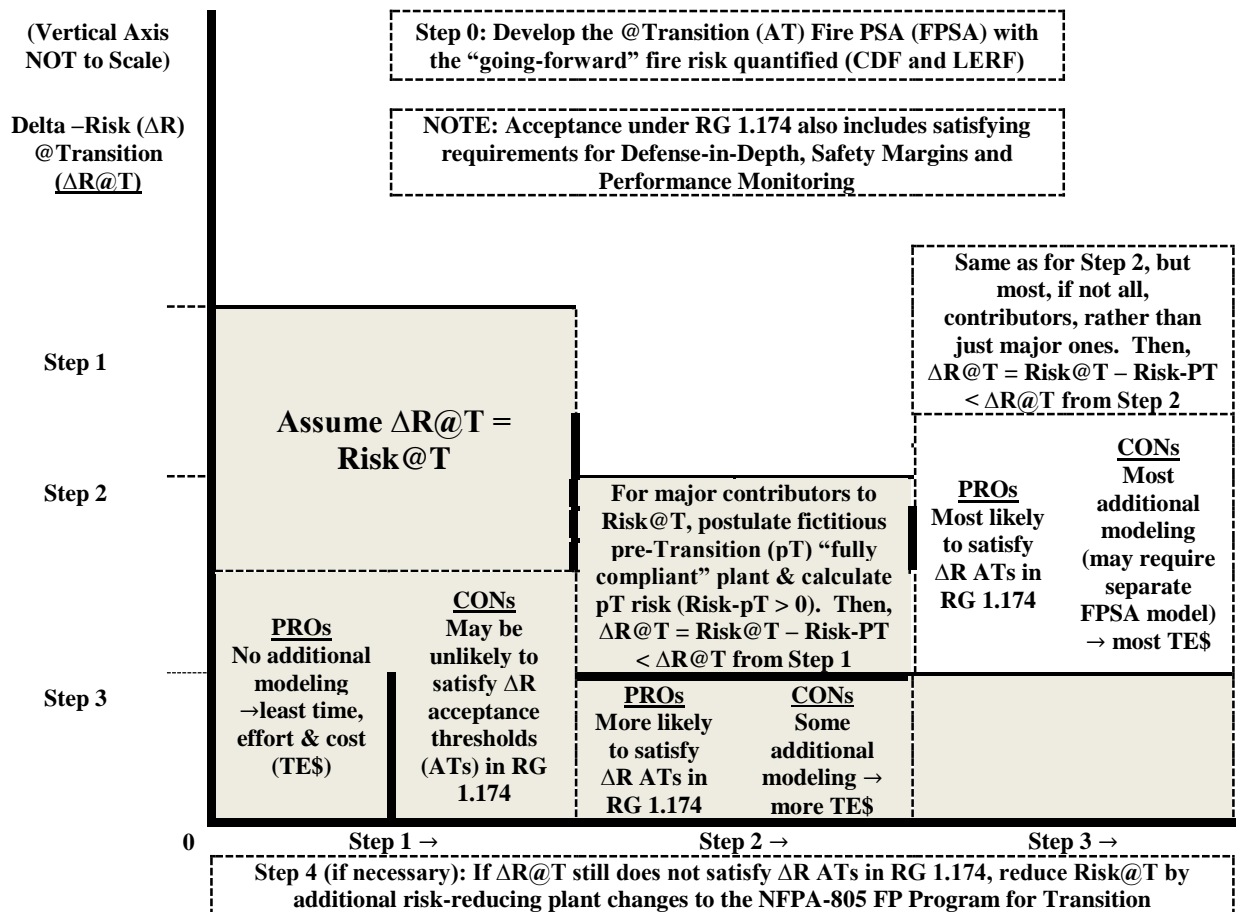 (Vertical Axis
NOT to Scale)
Delta –Risk (ΔR)
@Transition
(ΔR@T)
Step 0: Develop the @Transition (AT) Fire PSA (FPSA) with
the “going-forward” fire risk quantified (CDF and LERF)
NOTE: Acceptance under RG 1.174 also includes satisfying
requirements for Defense-in-Depth, Safety Margins and
Performance Monitoring
Step 1
Step 2
Step 3
Assume ΔR@T =
Risk@T
PROs
No additional
modeling
→least time,
effort & cost
(TE$)
CONs
May be
unlikely to
satisfy ΔR
acceptance
thresholds
(ATs) in RG
1.174
For major contributors to
Risk@T, postulate fictitious
pre-Transition (pT) “fully
compliant” plant & calculate
pT risk (Risk-pT > 0).  Then,
ΔR@T = Risk@T – Risk-PT
< ΔR@T from Step 1
PROs
More likely
to satisfy
ΔR ATs in
RG 1.174
CONs
Some
additional
modeling →
more TE$
Same as for Step 2, but
most, if not all,
contributors, rather than
just major ones.  Then,
ΔR@T = Risk@T – Risk-PT
< ΔR@T from Step 2
PROs
Most likely
to satisfy
ΔR ATs in
RG 1.174
CONs
Most
additional
modeling
(may require
separate
FPSA model)
→ most TE$
0
Step 1 →
Step 2 →
Step 3 →
Step 4 (if necessary): If ΔR@T still does not satisfy ΔR ATs in RG 1.174, reduce Risk@T by
additional risk-reducing plant changes to the NFPA-805 FP Program for Transition